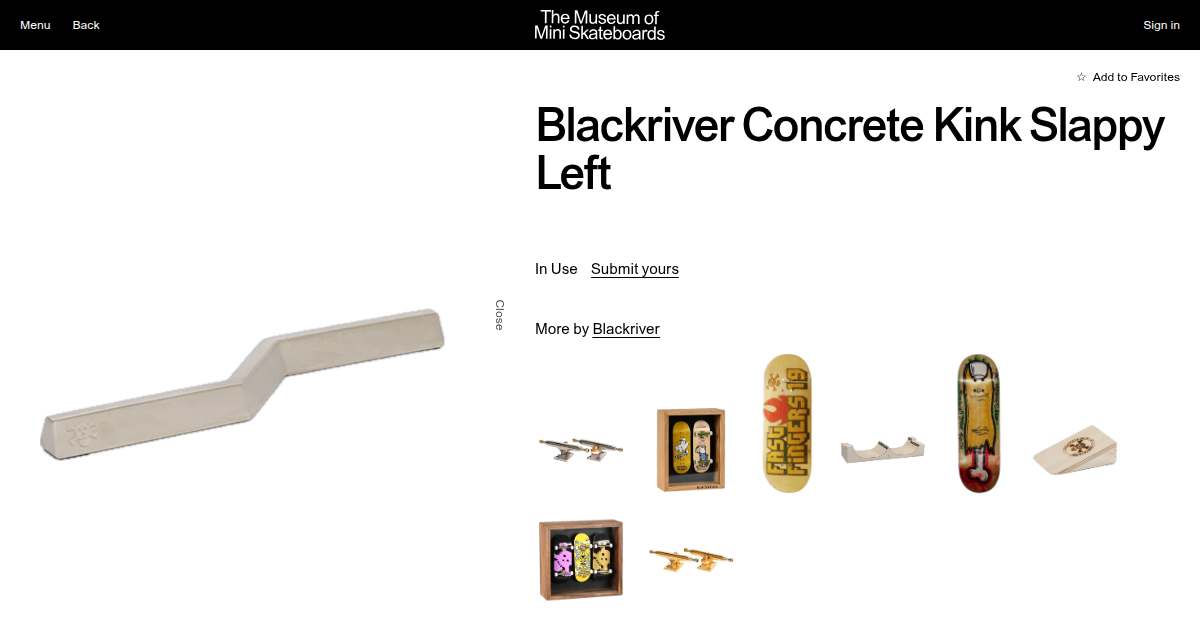 Menu
Back
The Museum of
Mini Skateboards
Sign in
☆ Add to Favorites
Blackriver Concrete Kink Slappy
Left
In Use
Submit yours
Close
More by Blackriver
FAST
FINGERS 19